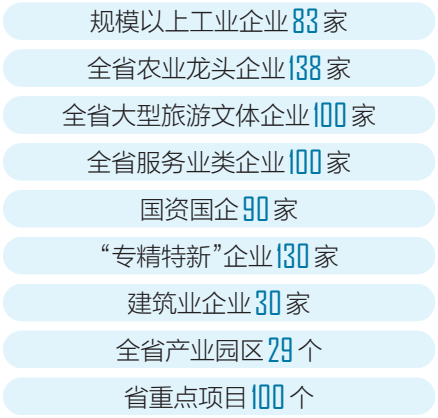 规模以上工业企业83家
全省农业龙头企业138家
全省大型旅游文体企业100家
全省服务业类企业100家
国资国企90家
“专精特新”企业130家
建筑业企业30家
全省产业园区29个
省重点项目100个